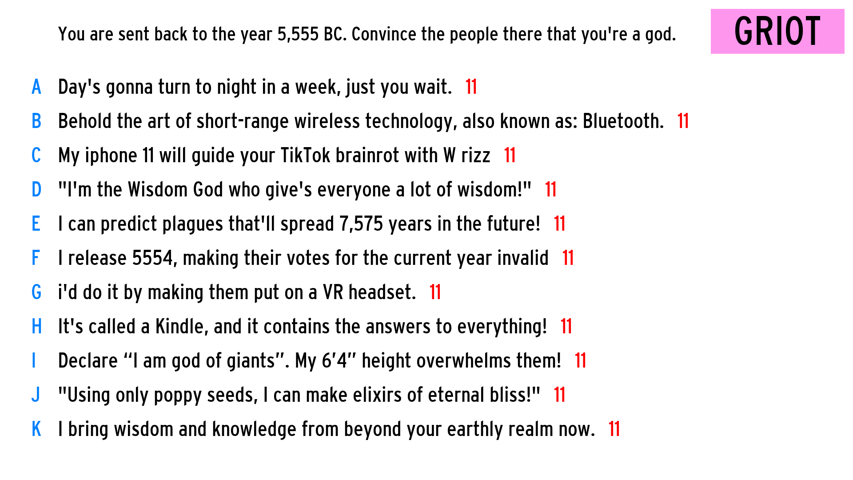 You are sent back to the year 5,555 BC. Convince the people there that you're a god.
GRIOT
A Day's gonna turn to night in a week, just you wait. 11
B Behold the art of short-range wireless technology, also known as: Bluetooth. 11
C My iphone 11 will guide your TikTok brainrot with W rizz 11
D "I'm the Wisdom God who give's everyone a lot of wisdom!" 11
E I can predict plagues that'll spread 7,575 years in the future! 11
F I release 5554, making their votes for the current year invalid 11
G i'd do it by making them put on a VR headset. 11
H It's called a Kindle, and it contains the answers to everything! 11
I Declare “I am god of giants”. My 6’4” height overwhelms them! 11
J "Using only poppy seeds, I can make elixirs of eternal bliss!" 11
K I bring wisdom and knowledge from beyond your earthly realm now. 11